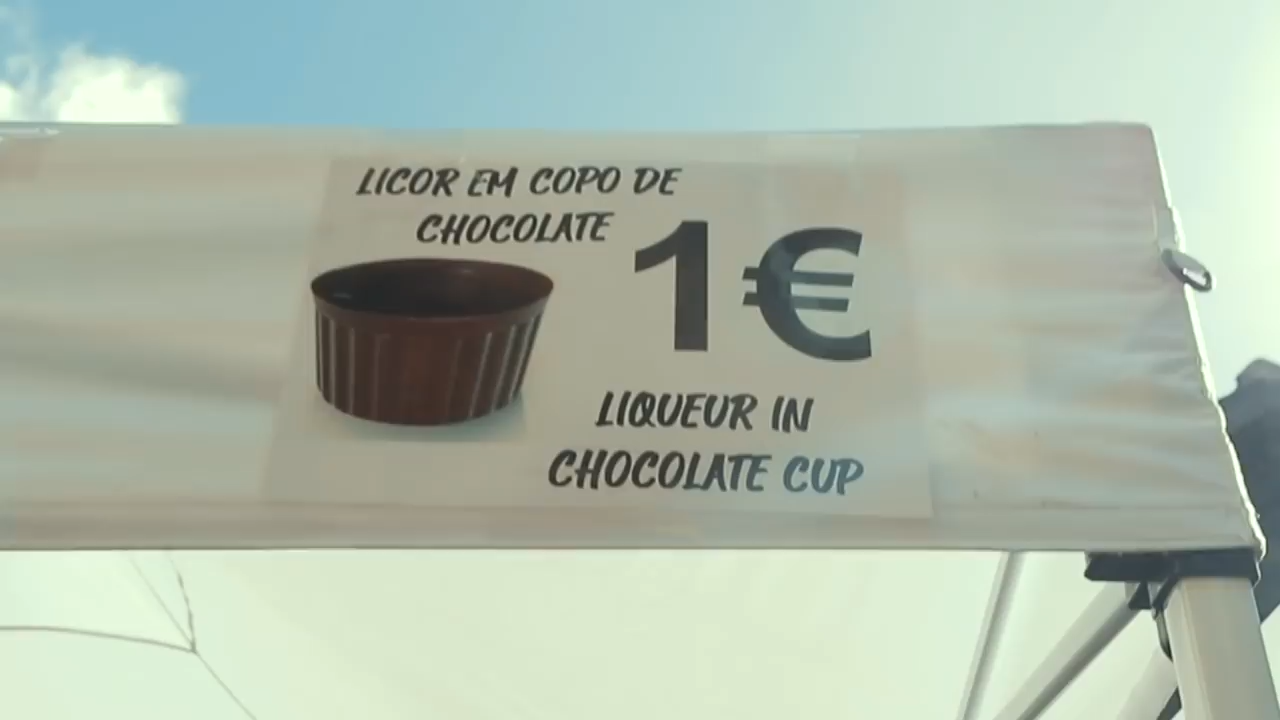 LICOR EM COPO DE
CHOCOLATE
1€
LIQUEUR IN
CHOCOLATE CUP